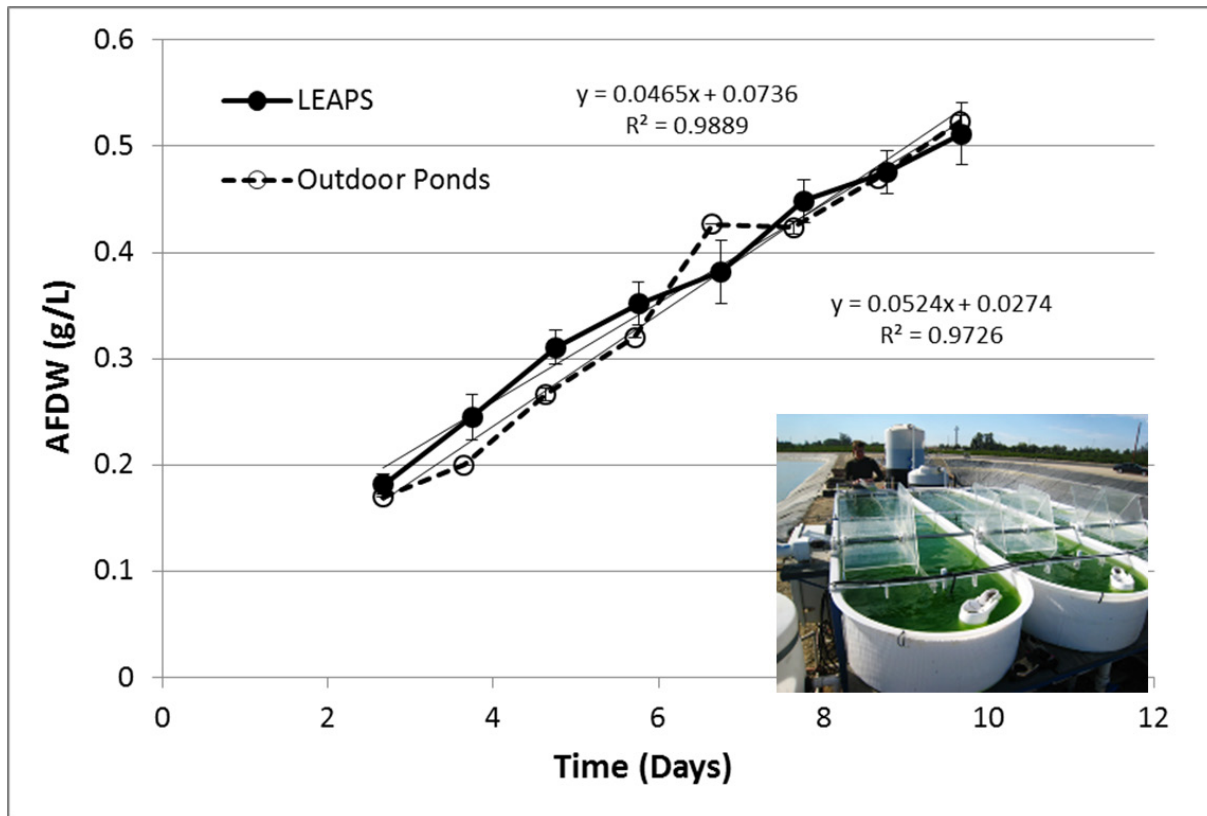 0.6
0.5
0.4
0.3
0.2
0.1
0
AFDW (g/L)
LEAPS
Outdoor Ponds
y = 0.0465x + 0.0736
R² = 0.9889
y = 0.0524x + 0.0274
R² = 0.9726
0 2 4 6 8 10 12
Time (Days)